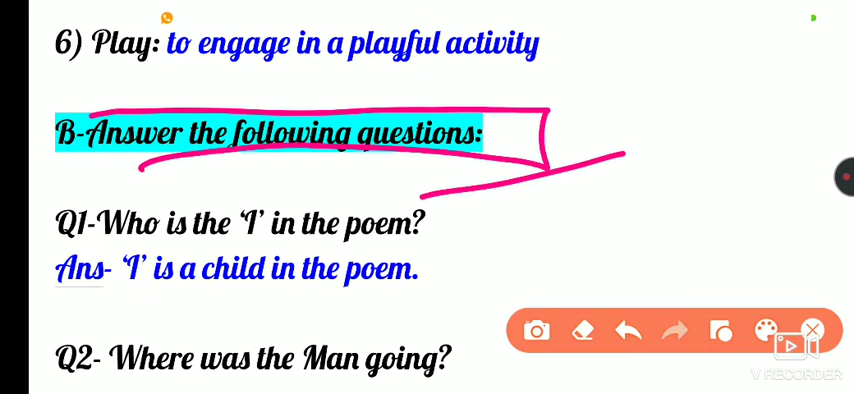 6) Play: to engage in a playful activity
B-Answer the following questions:
Q1-Who is the ‘I’ in the poem?
Ans- ‘I’ is a child in the poem.
Q2- Where was the Man going?
V RECORDER